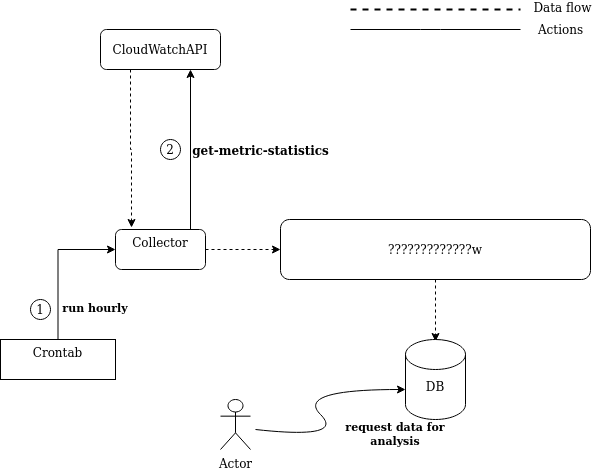 Data flow
Actions
CloudWatchAPI
2
get-metric-statistics
Collector
?????????????w
1
run hourly
Crontab
DB
request data for
analysis
Actor